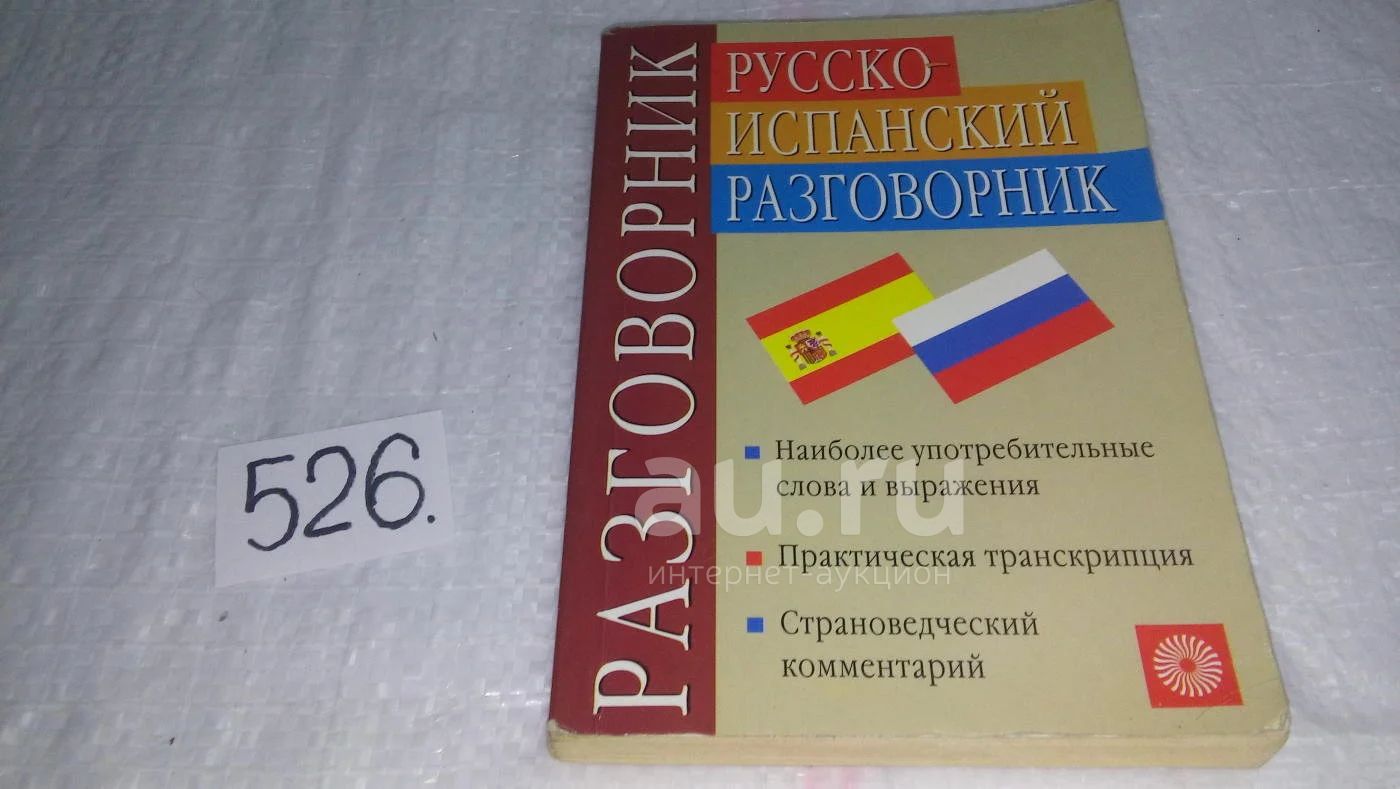 РАЗГОВОРНИК
РУССКО-
ИСПАНСКИЙ
РАЗГОВОРНИК
Наиболее употребительные
слова и выражения
Практическая транскрипция
Страноведческий
комментарий
526.
au.ru
интернет-аукцион